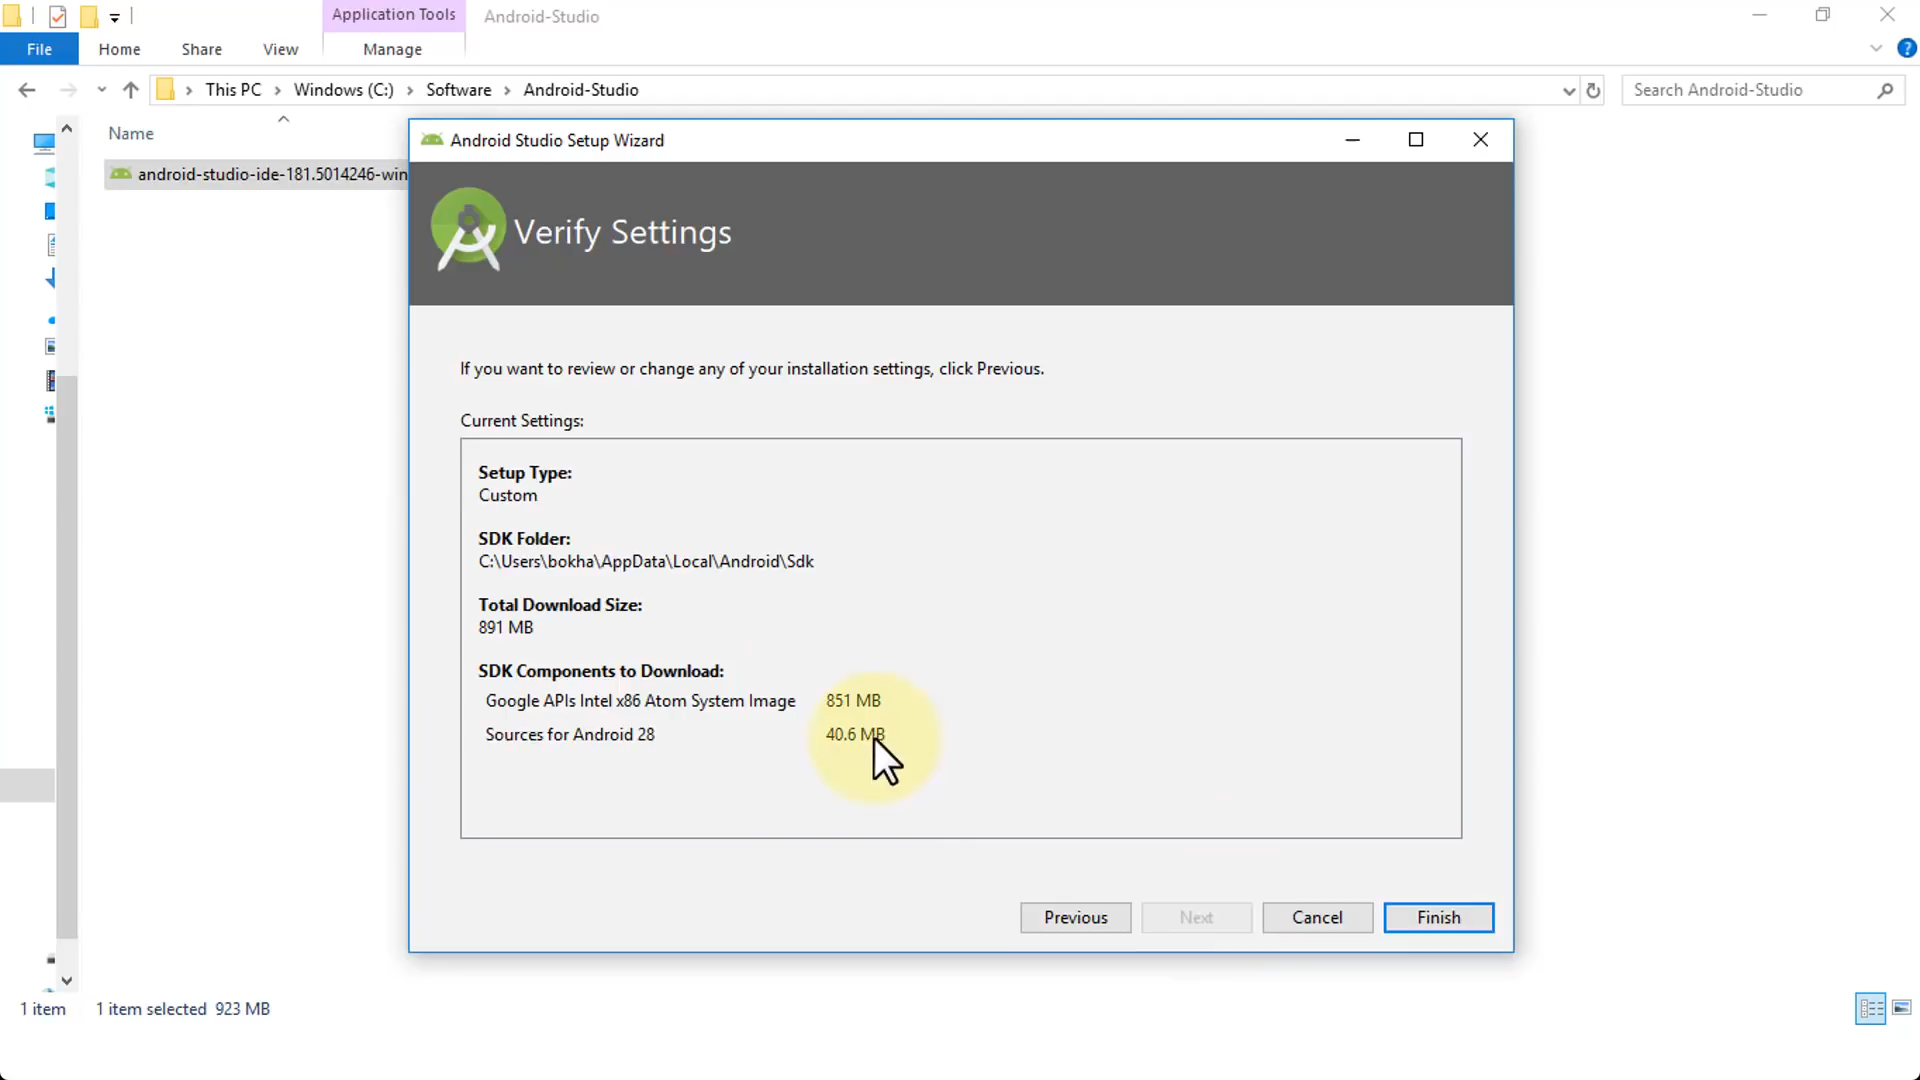 Application Tools
Android-Studio
File
Home
Share
View
Manage
This PC
Windows (C:)
Software
Android-Studio
Search Android-Studio
Name
android-studio-ide-181.5014246-win
Android Studio Setup Wizard
Verify Settings
If you want to review or change any of your installation settings, click Previous.
Current Settings:
Setup Type:
Custom
SDK Folder:
C:\Users\bokha\AppData\Local\Android\Sdk
Total Download Size:
891 MB
SDK Components to Download:
Google APIs Intel x86 Atom System Image 851 MB
Sources for Android 28 40.6 MB
Previous
Next
Cancel
Finish
1 item 1 item selected 923 MB